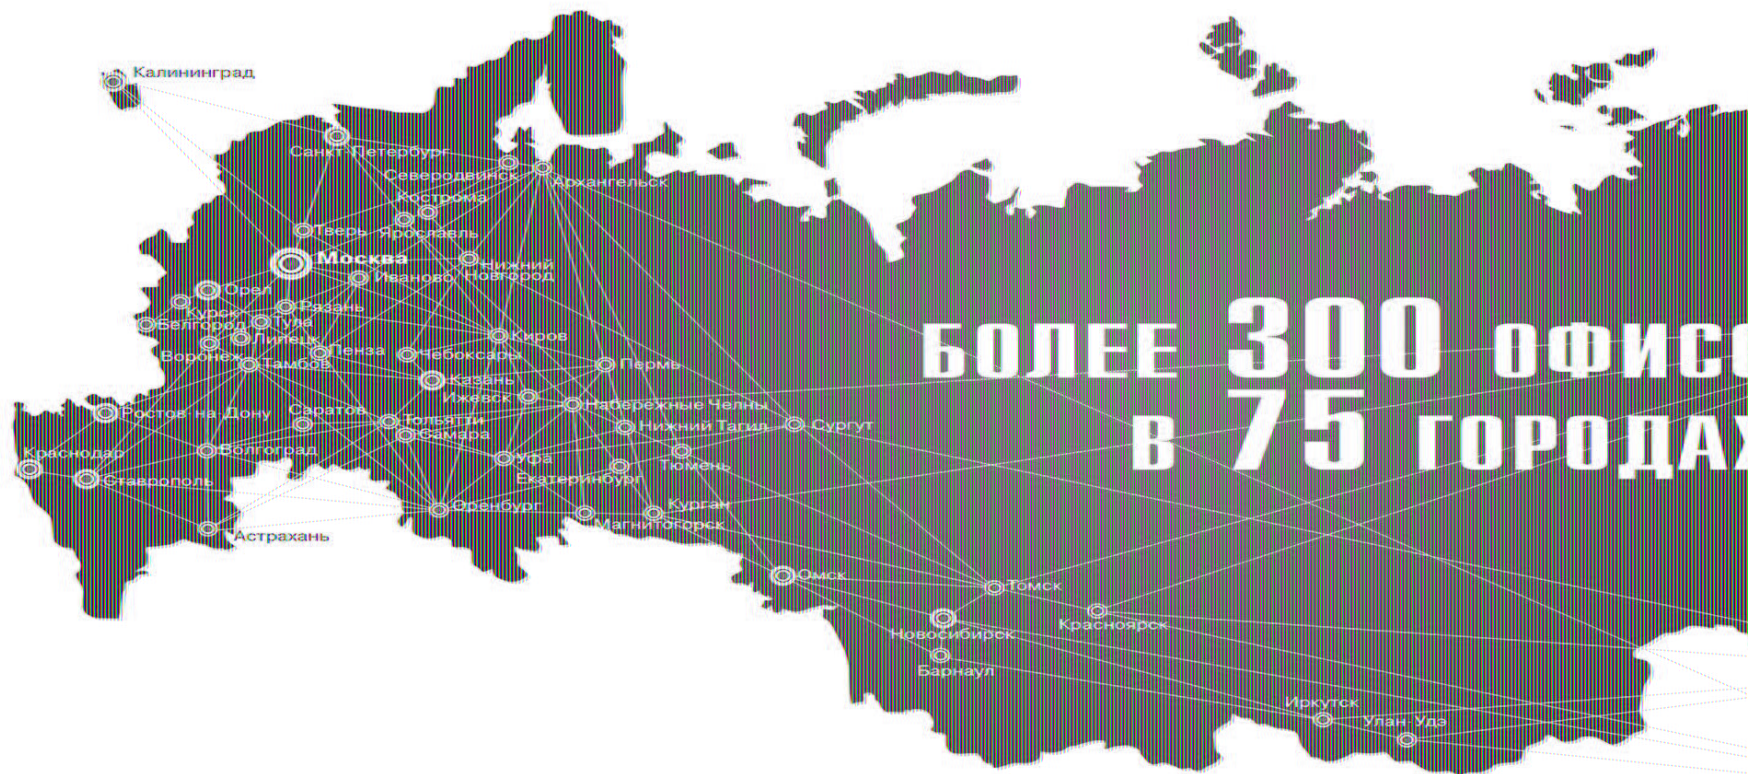 Калининград
Санкт-Петербург
Северодвинск
Архангельск
Кострома
Ярославль
Тверь
Москва
Нижний
Новгород
Иваново
Орел
Рязань
Курск
Тула
Белгород
Липецк
Киров
Воронеж
Пенза
Чебоксары
Тамбов
Казань
Пермь
Ижевск
Набережные Челны
Ростов-на-Дону
Саратов
Тольятти
Самара
Нижний Тагил
Сургут
Краснодар
Волгоград
Уфа
Тюмень
Ставрополь
Екатеринбург
Оренбург
Курган
Магнитогорск
Астрахань
БОЛЕЕ 300 ОФИСО
В 75 ГОРОДАХ
Омск
Томск
Новосибирск
Красноярск
Барнаул
Иркутск
Улан-Удэ